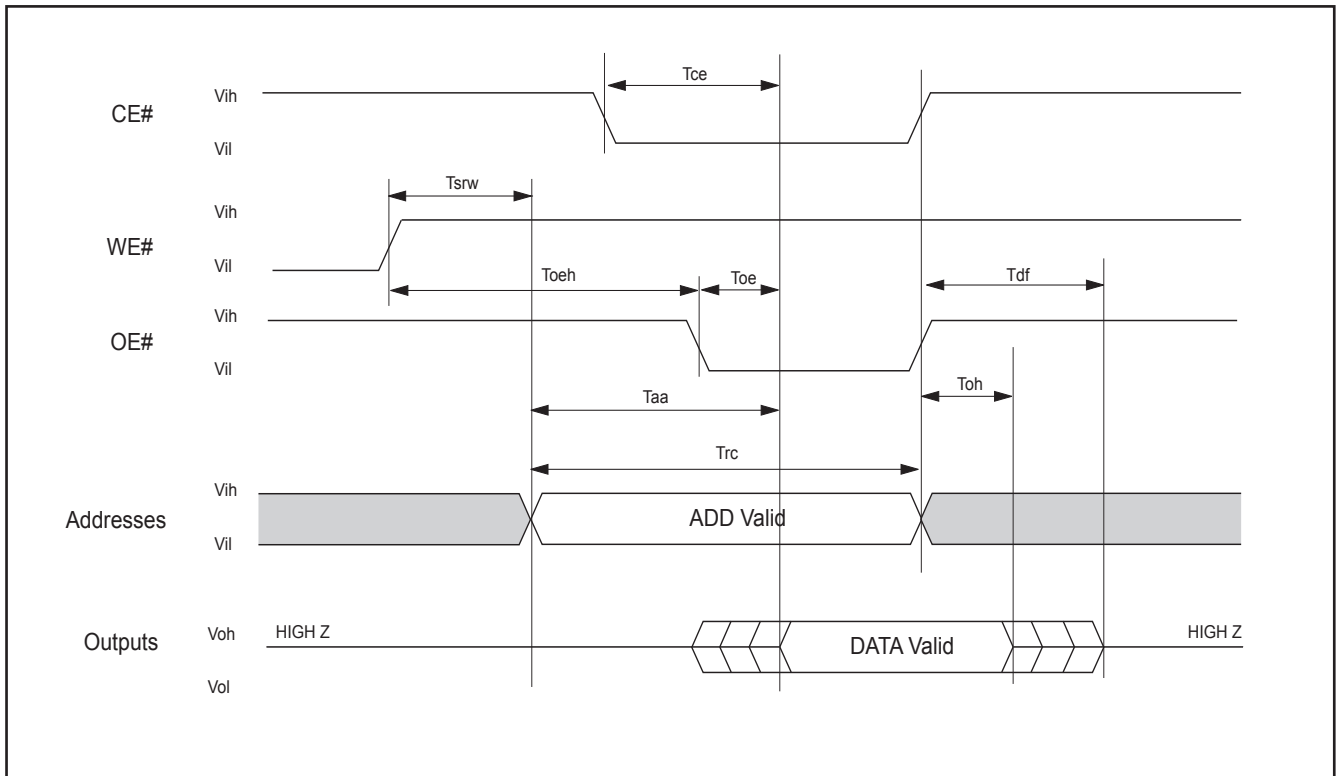 Tce
CE#
Vih
Vil
Tsrw
WE#
Vih
Vil
Toeh
Toe
Tdf
OE#
Vih
Vil
Toh
Taa
Trc
Addresses
Vih
Vil
ADD Valid
Outputs
Voh
Vol
HIGH Z
DATA Valid
HIGH Z